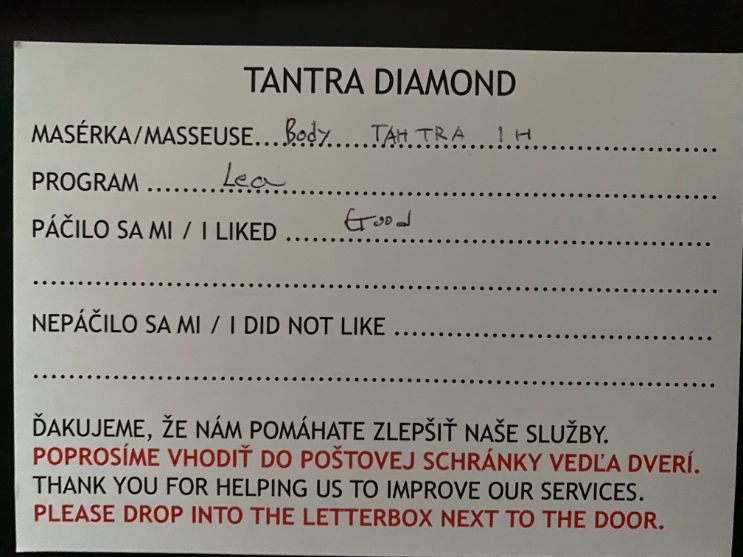 TANTRA DIAMOND
MASÉRKA/MASSEUSE....Body TAHTRA 1H
PROGRAM ....Lea
PÁČILO SA MI / I LIKED ....Good
NEPÁČILO SA MI / I DID NOT LIKE ....
ĎAKUJEME, ŽE NÁM POMÁHATE ZLEPŠIŤ NAŠE SLUŽBY.
POPROSÍME VHODIŤ DO POŠTOVEJ SCHRÁNKY VEDĽA DVERÍ.
THANK YOU FOR HELPING US TO IMPROVE OUR SERVICES.
PLEASE DROP INTO THE LETTERBOX NEXT TO THE DOOR.